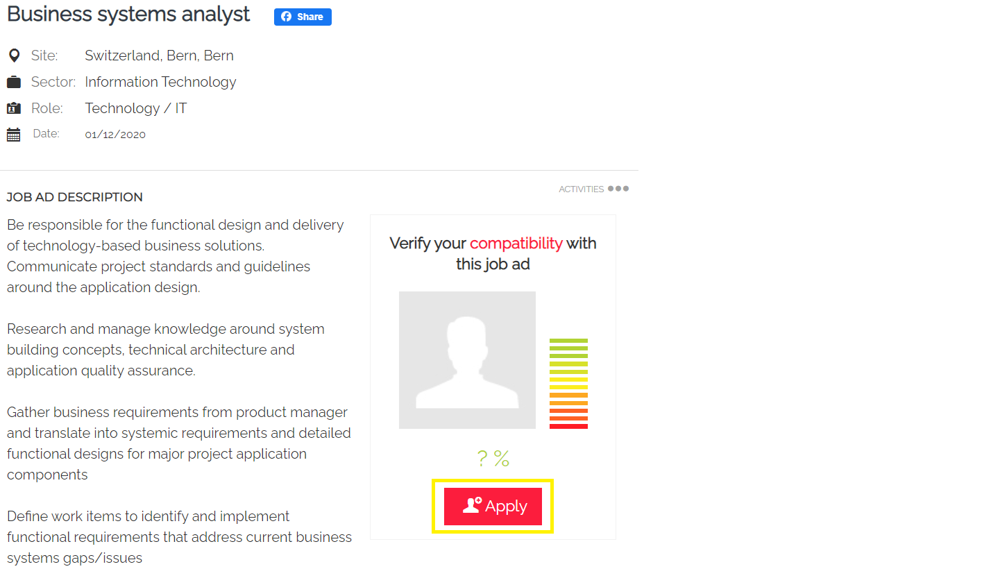 Business systems analyst
Share
Site: Switzerland, Bern, Bern
Sector: Information Technology
Role: Technology / IT
Date: 01/12/2020
ACTIVITIES
JOB AD DESCRIPTION
Be responsible for the functional design and delivery
of technology-based business solutions.
Communicate project standards and guidelines
around the application design.
Research and manage knowledge around system
building concepts, technical architecture and
application quality assurance.
Gather business requirements from product manager
and translate into systemic requirements and detailed
functional designs for major project application
components
Define work items to identify and implement
functional requirements that address current business
systems gaps/issues
Verify your compatibility with
this job ad
? %
Apply